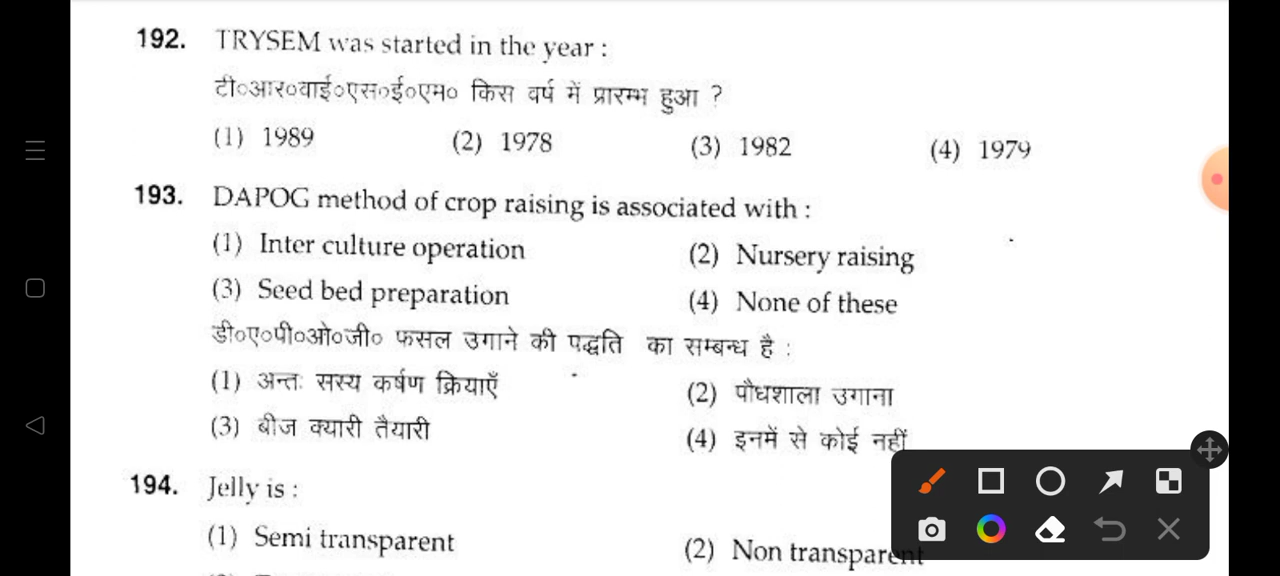 192. TRYSEM was started in the year :
टी०आर०वाई०एस०ई०एम० किस वर्ष में प्रारम्भ हुआ ?
(1) 1989 (2) 1978 (3) 1982 (4) 1979
193. DAPOG method of crop raising is associated with :
(1) Inter culture operation (2) Nursery raising
(3) Seed bed preparation (4) None of these
डी०ए०पी०ओ०जी० फसल उगाने की पद्धति का सम्बन्ध है :
(1) अन्तः सस्य कर्षण क्रियाएँ (2) पौधशाला उगाना
(3) बीज क्यारी तैयारी (4) इनमें से कोई नहीं
194. Jelly is :
(1) Semi transparent (2) Non transparent